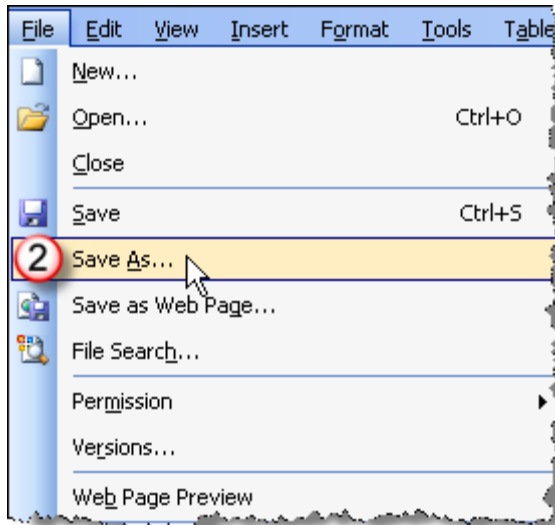 File Edit View Insert Format Tools Table
New...
Open... Ctrl+O
Close
Save Ctrl+S
2 Save As...
Save as Web Page...
File Search...
Permission
Versions...
Web Page Preview